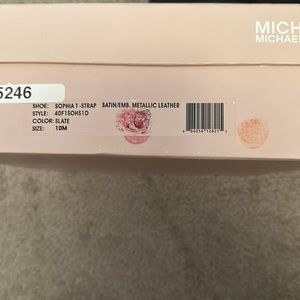 MICH
MICHAEL
5246
SHOE: SOPHIA T-STRAP SATIN/EMB. METALLIC LEATHER
STYLE: 40F15OHS1D
COLOR: SLATE
SIZE: 10M